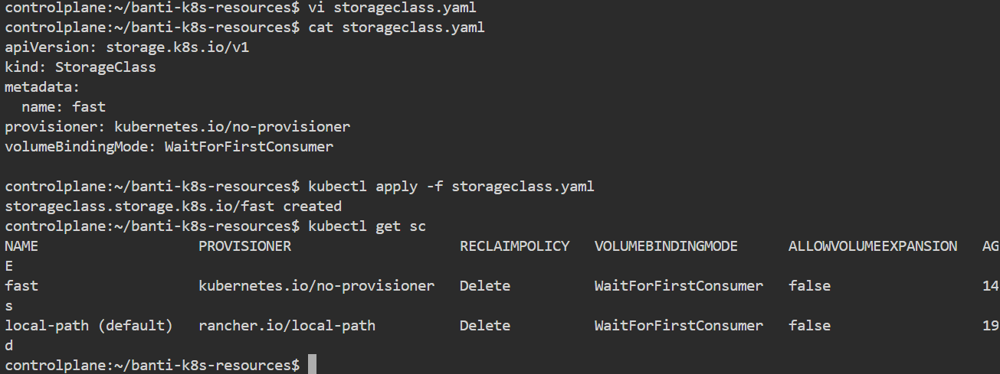 controlplane:~/banti-k8s-resources$ vi storageclass.yaml
controlplane:~/banti-k8s-resources$ cat storageclass.yaml
apiVersion: storage.k8s.io/v1
kind: StorageClass
metadata:
  name: fast
provisioner: kubernetes.io/no-provisioner
volumeBindingMode: WaitForFirstConsumer

controlplane:~/banti-k8s-resources$ kubectl apply -f storageclass.yaml
storageclass.storage.k8s.io/fast created
controlplane:~/banti-k8s-resources$ kubectl get sc
NAME                   PROVISIONER                    RECLAIMPOLICY   VOLUMEBINDINGMODE      ALLOWVOLUMEEXPANSION   AG
E
fast                   kubernetes.io/no-provisioner   Delete          WaitForFirstConsumer   false                  14
s
local-path (default)   rancher.io/local-path          Delete          WaitForFirstConsumer   false                  19
d
controlplane:~/banti-k8s-resources$